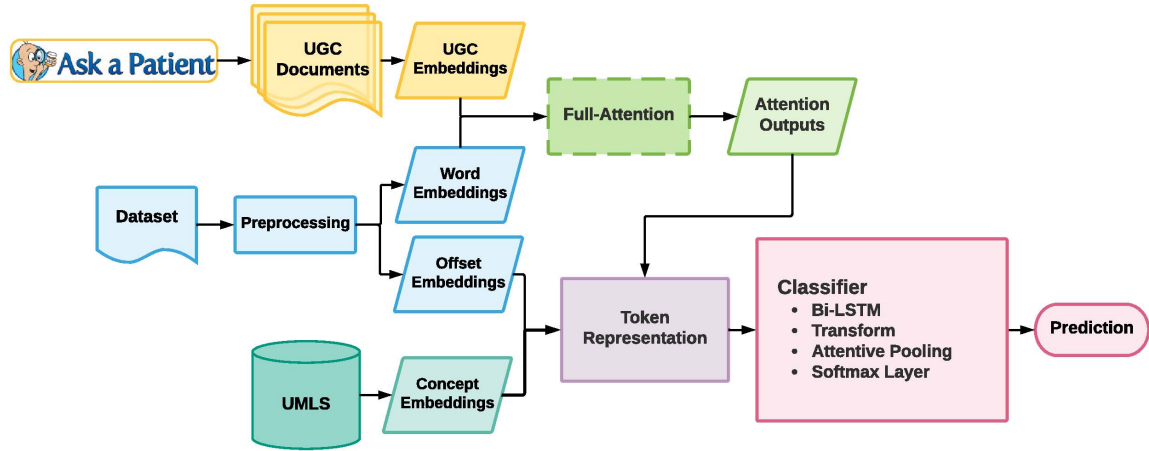 Ask a Patient
UGC
Documents
UGC
Embeddings
Full-Attention
Attention
Outputs
Word
Embeddings
Dataset
Preprocessing
Offset
Embeddings
Token
Representation
Classifier
• Bi-LSTM
• Transform
• Attentive Pooling
• Softmax Layer
Prediction
UMLS
Concept
Embeddings